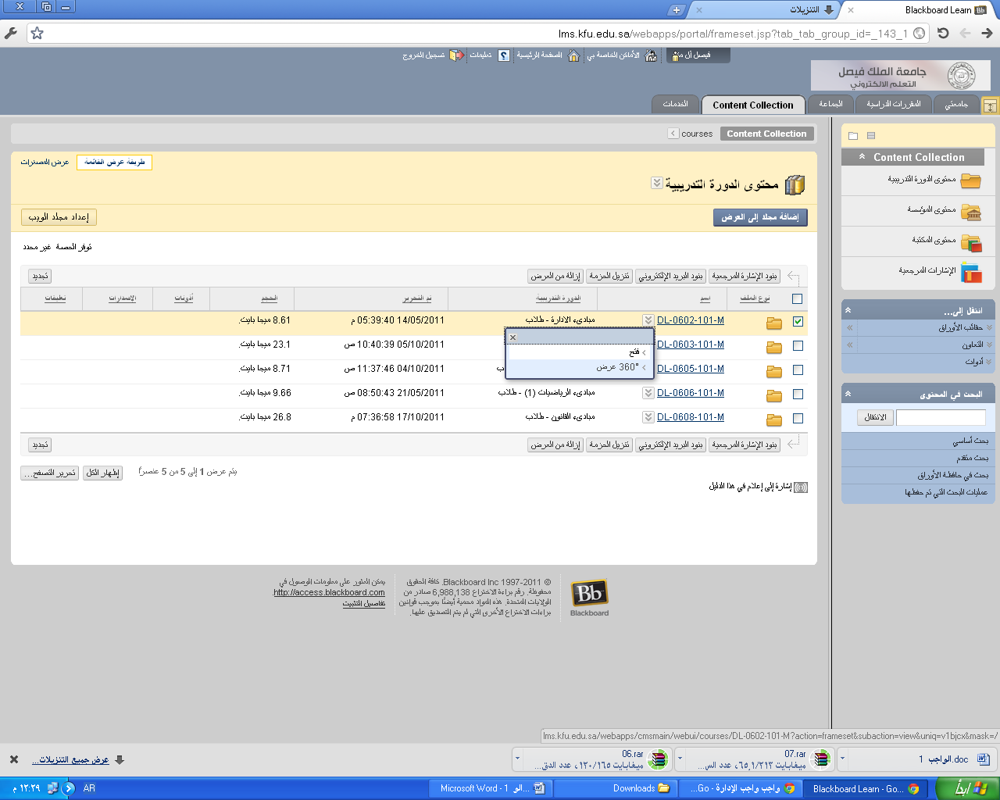 Blackboard Learn
التنزيلات
lms.kfu.edu.sa/webapps/portal/frameset.jsp?tab_tab_group_id=_143_1
الأماكن الخاصة بي
الصفحة الرئيسية
تعليمات
تسجيل الخروج
جامعة الملك فيصل
التعلم الالكتروني
جامعتي
المقررات الدراسية
الجماعة
Content Collection
الخدمات
Content Collection
courses
طريقة عرض القائمة
عرض المصغرات
محتوى الدورة التدريبية
إضافة مجلد إلى العرض
إعداد مجلد الويب
توفر الحصة غير محدد
بنود الإشارة المرجعية
بنود البريد الإلكتروني
تنزيل الحزمة
إزالة من العرض
تجديد
نوع الملف
اسم
الدورة التدريبية
تم التحرير
الحجم
أذونات
الإصدارات
تعليقات
DL-0602-101-M
مبادىء الادارة - طلاب
14/05/2011 05:39:40 م
8.61 ميجا بايت.
DL-0603-101-M
05/10/2011 10:40:39 ص
23.1 ميجا بايت.
DL-0605-101-M
04/10/2011 11:37:46 ص
8.71 ميجا بايت.
DL-0606-101-M
مبادىء الرياضيات (1) - طلاب
21/05/2011 08:50:43 ص
9.66 ميجا بايت.
DL-0608-101-M
مبادىء القانون - طلاب
17/10/2011 07:36:58 م
26.8 ميجا بايت.
فتح
360° عرض
بنود الإشارة المرجعية
بنود البريد الإلكتروني
تنزيل الحزمة
إزالة من العرض
تجديد
يتم عرض 1 إلى 5 من 5 عنصراً
إظهار الكل
تحرير التصفح...
إشارة إلى إعلام في هذا الدليل
Content Collection
محتوى الدورة التدريبية
محتوى المؤسسة
محتوى المكتبة
الإشارات المرجعية
انتقل إلى...
حقائب الأوراق
التعاون
أدوات
البحث في المحتوى
الانتقال
بحث أساسي
بحث متقدم
بحث في حافظة الأوراق
عمليات البحث التي تم حفظها
Bb
Blackboard
© 1997-2011 Blackboard Inc. كافة الحقوق
محفوظة. رقم براءة الاختراع 6,988,138 صادر من
الولايات المتحدة. هذه المواد محمية أيضًا بموجب قوانين
براءات الاختراع الأخرى التي لم يتم التصديق عليها.
يمكن العثور على معلومات الوصول في
http://access.blackboard.com.
تفاصيل التثبيت
lms.kfu.edu.sa/webapps/cmsmain/webui/courses/DL-0602-101-M?action=frameset&subaction=view&uniq=v1bjcx&mask=/
الواجب 1.doc
07.rar
٦٥,١/٢١٣ ميغابايت، عدد الس...
06.rar
١٢٠/١٦٥ ميغابايت، عدد الدق...
عرض جميع التنزيلات...
ابدأ
Blackboard Learn - Go...
واجب واجب الإدارة - Go...
Downloads
الو... 1 - Microsoft Word
AR
١٢:٢٩ م